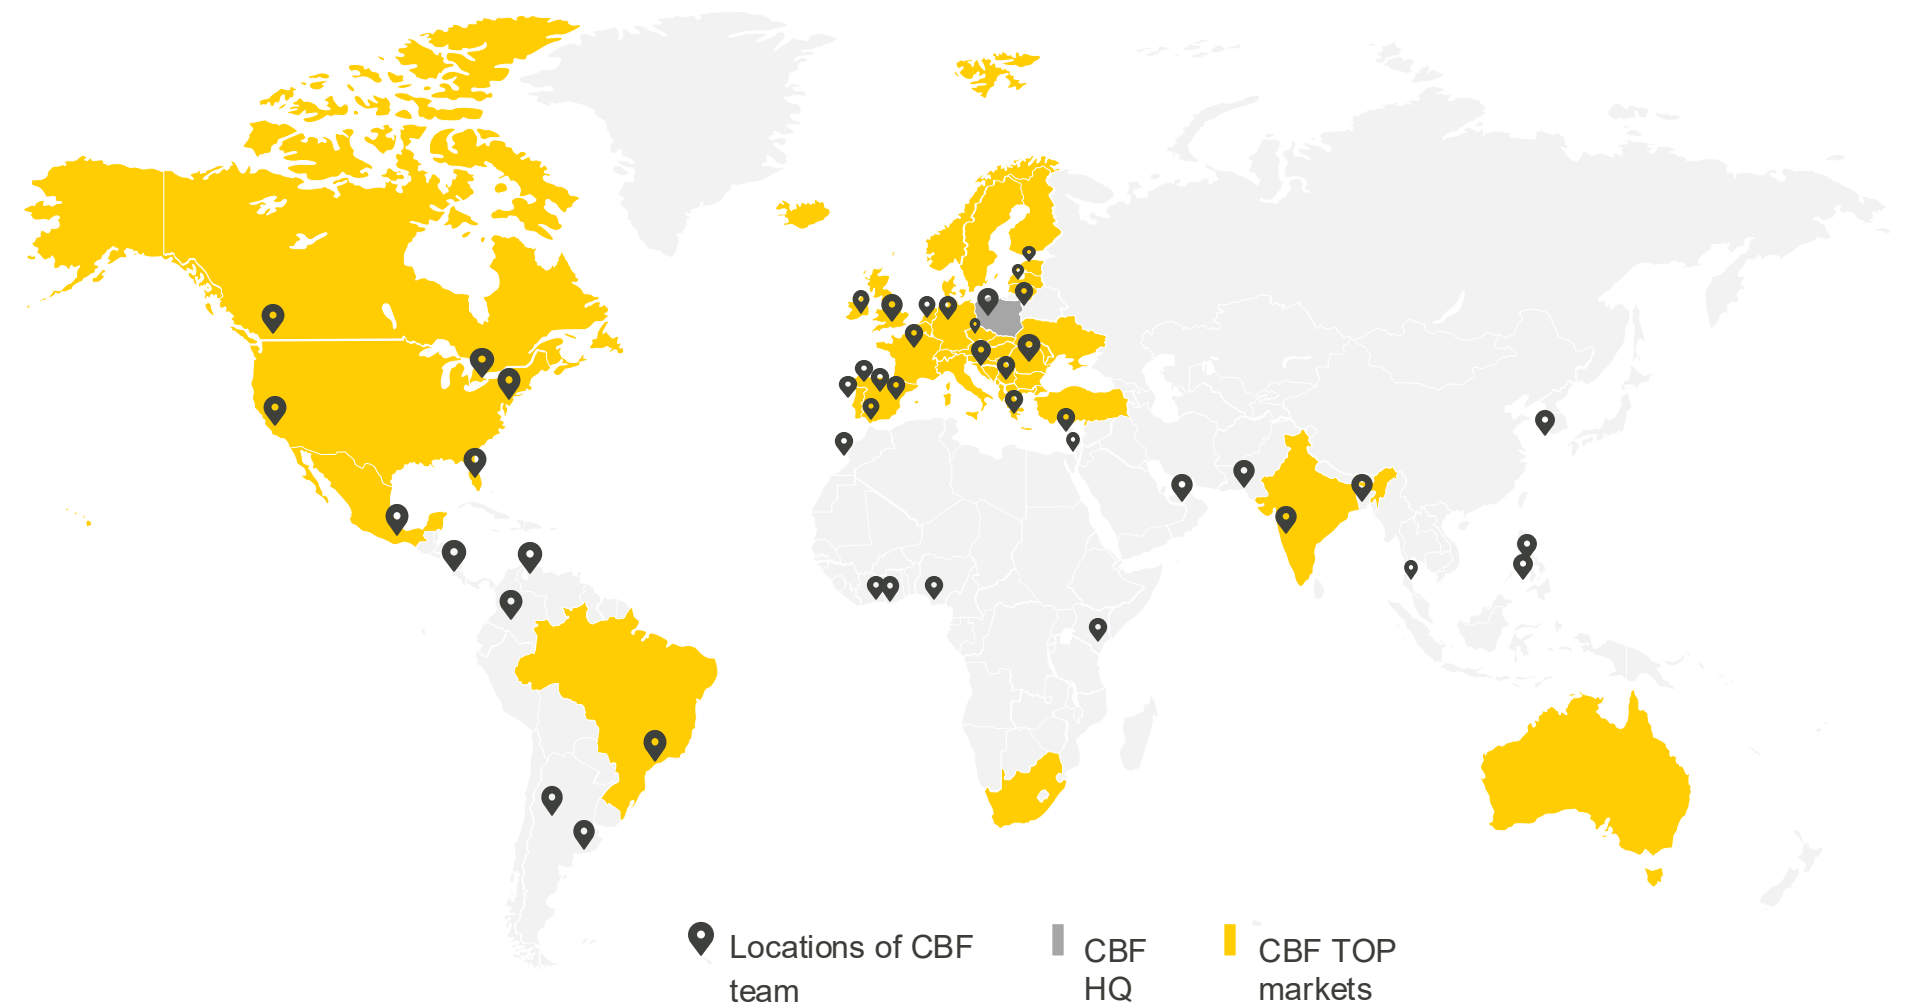 Locations of CBF
team
CBF
HQ
CBF TOP
markets